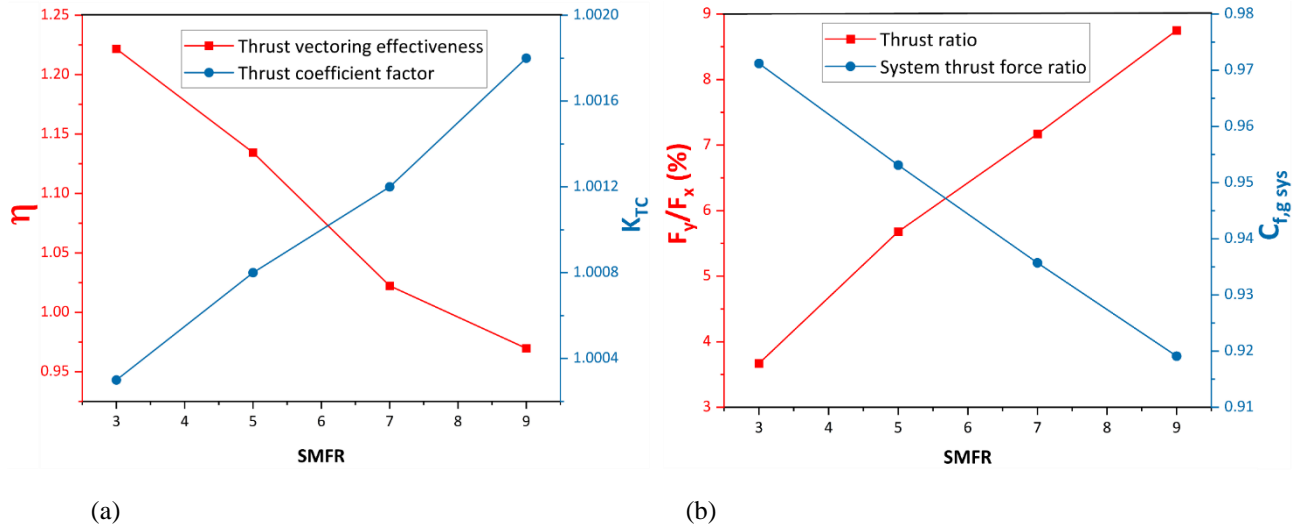 1.25
1.20
1.15
1.10
1.05
1.00
0.95
η
Thrust vectoring effectiveness
Thrust coefficient factor
1.0020
1.0016
1.0012
1.0008
1.0004
K_TC
3 4 5 6 7 8 9
SMFR
(a)
9
8
7
6
5
4
3
F_y/F_x (%)
Thrust ratio
System thrust force ratio
0.98
0.97
0.96
0.95
0.94
0.93
0.92
0.91
C_f,g sys
3 4 5 6 7 8 9
SMFR
(b)